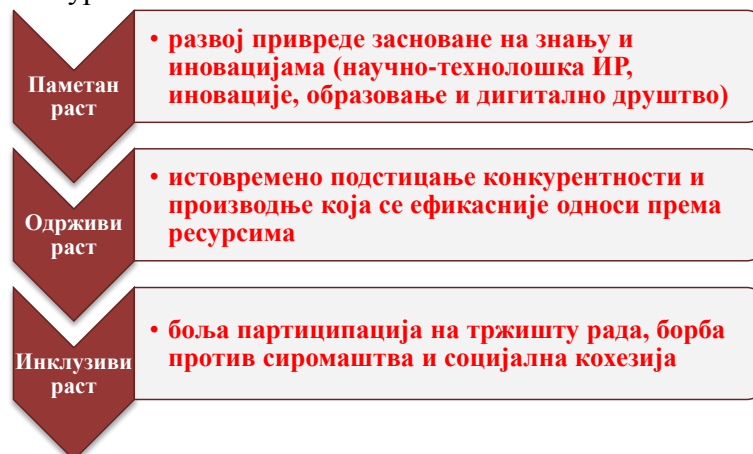 Паметан
раст
• развој привреде засноване на знању и
иновацијама (научно-технолошка ИР,
иновације, образовање и дигитално друштво)
Одрживи
раст
• истовремено подстицање конкурентности и
производње која се ефикасније односи према
ресурсима
Инклузиви
раст
• боља партиципација на тржишту рада, борба
против сиромаштва и социјална кохезија